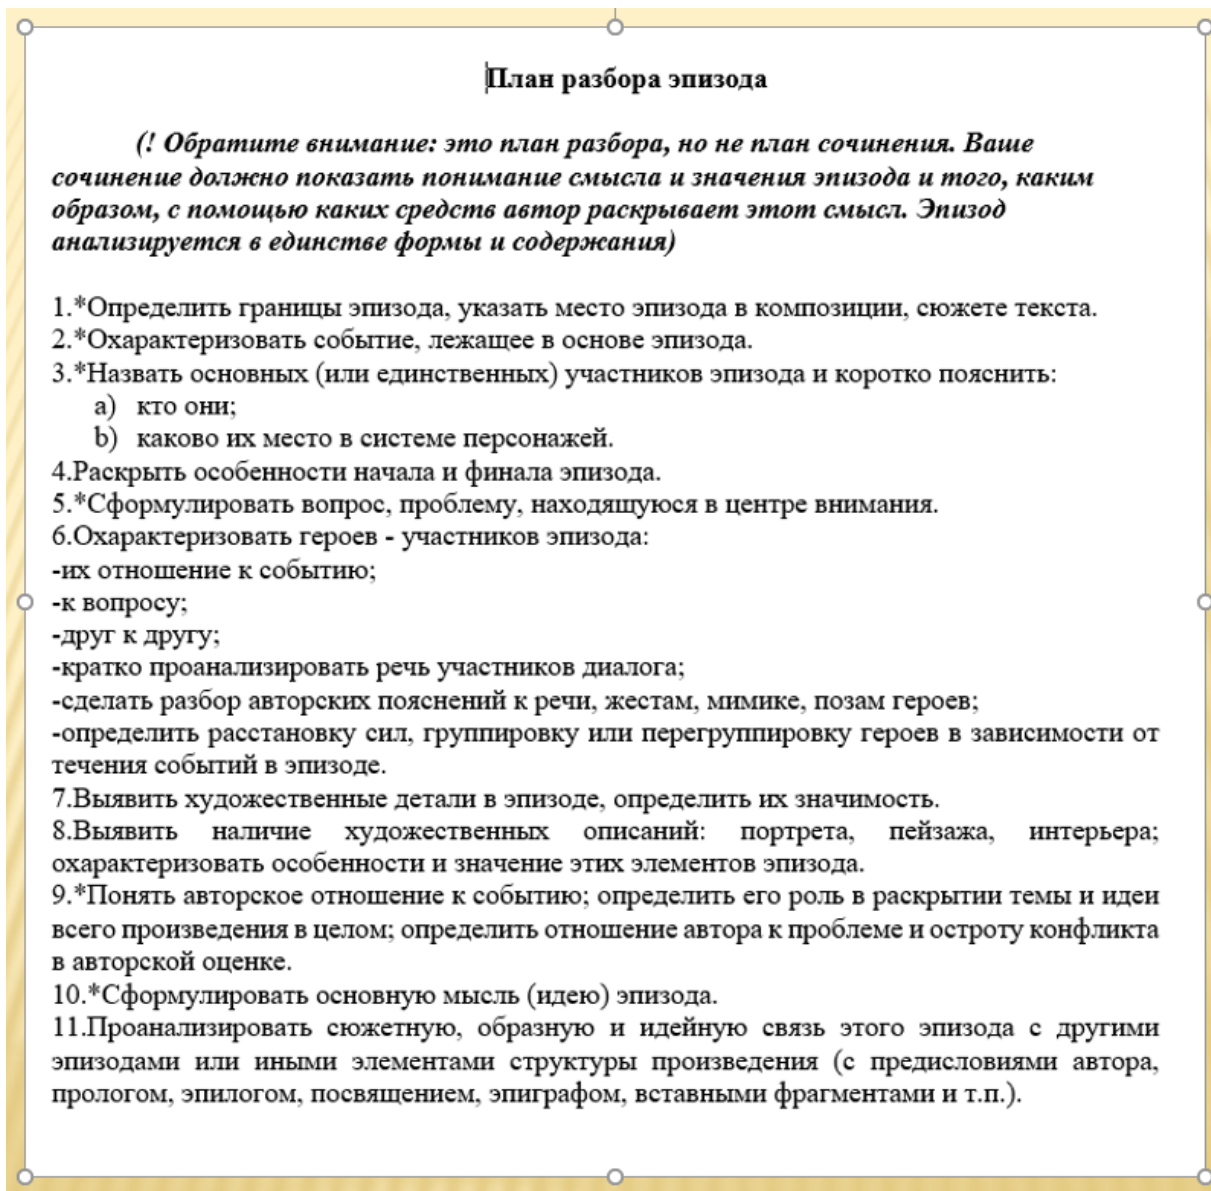 План разбора эпизода
(! Обратите внимание: это план разбора, но не план сочинения. Ваше
сочинение должно показать понимание смысла и значения эпизода и того, каким
образом, с помощью каких средств автор раскрывает этот смысл. Эпизод
анализируется в единстве формы и содержания)
1.*Определить границы эпизода, указать место эпизода в композиции, сюжете текста.
2.*Охарактеризовать событие, лежащее в основе эпизода.
3.*Назвать основных (или единственных) участников эпизода и коротко пояснить:
a) кто они;
b) каково их место в системе персонажей.
4.Раскрыть особенности начала и финала эпизода.
5.*Сформулировать вопрос, проблему, находящуюся в центре внимания.
6.Охарактеризовать героев - участников эпизода:
-их отношение к событию;
-к вопросу;
-друг к другу;
-кратко проанализировать речь участников диалога;
-сделать разбор авторских пояснений к речи, жестам, мимике, позам героев;
-определить расстановку сил, группировку или перегруппировку героев в зависимости от
течения событий в эпизоде.
7.Выявить художественные детали в эпизоде, определить их значимость.
8.Выявить наличие художественных описаний: портрета, пейзажа, интерьера;
охарактеризовать особенности и значение этих элементов эпизода.
9.*Понять авторское отношение к событию; определить его роль в раскрытии темы и идеи
всего произведения в целом; определить отношение автора к проблеме и остроту конфликта
в авторской оценке.
10.*Сформулировать основную мысль (идею) эпизода.
11.Проанализировать сюжетную, образную и идейную связь этого эпизода с другими
эпизодами или иными элементами структуры произведения (с предисловиями автора,
прологом, эпилогом, посвящением, эпиграфом, вставными фрагментами и т.п.).